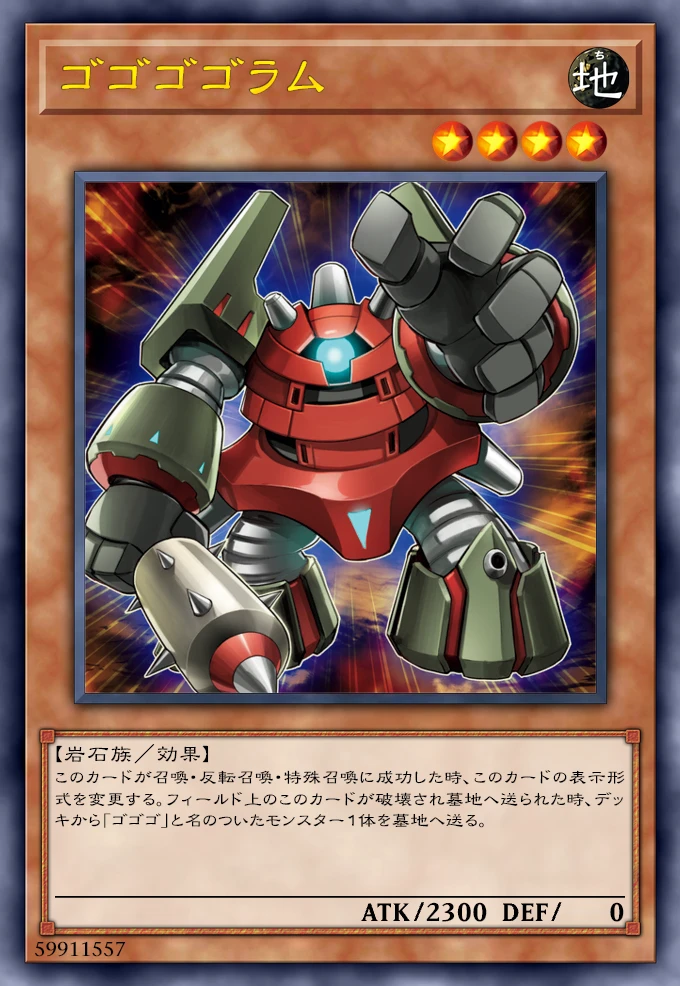 ゴゴゴゴラム
ち
地
【岩石族／効果】
このカードが召喚・反転召喚・特殊召喚に成功した時、このカードの表示形
式を変更する。フィールド上のこのカードが破壊され墓地へ送られた時、デッ
キから「ゴゴゴ」と名のついたモンスター１体を墓地へ送る。
ATK/2300 DEF/ 0
59911557